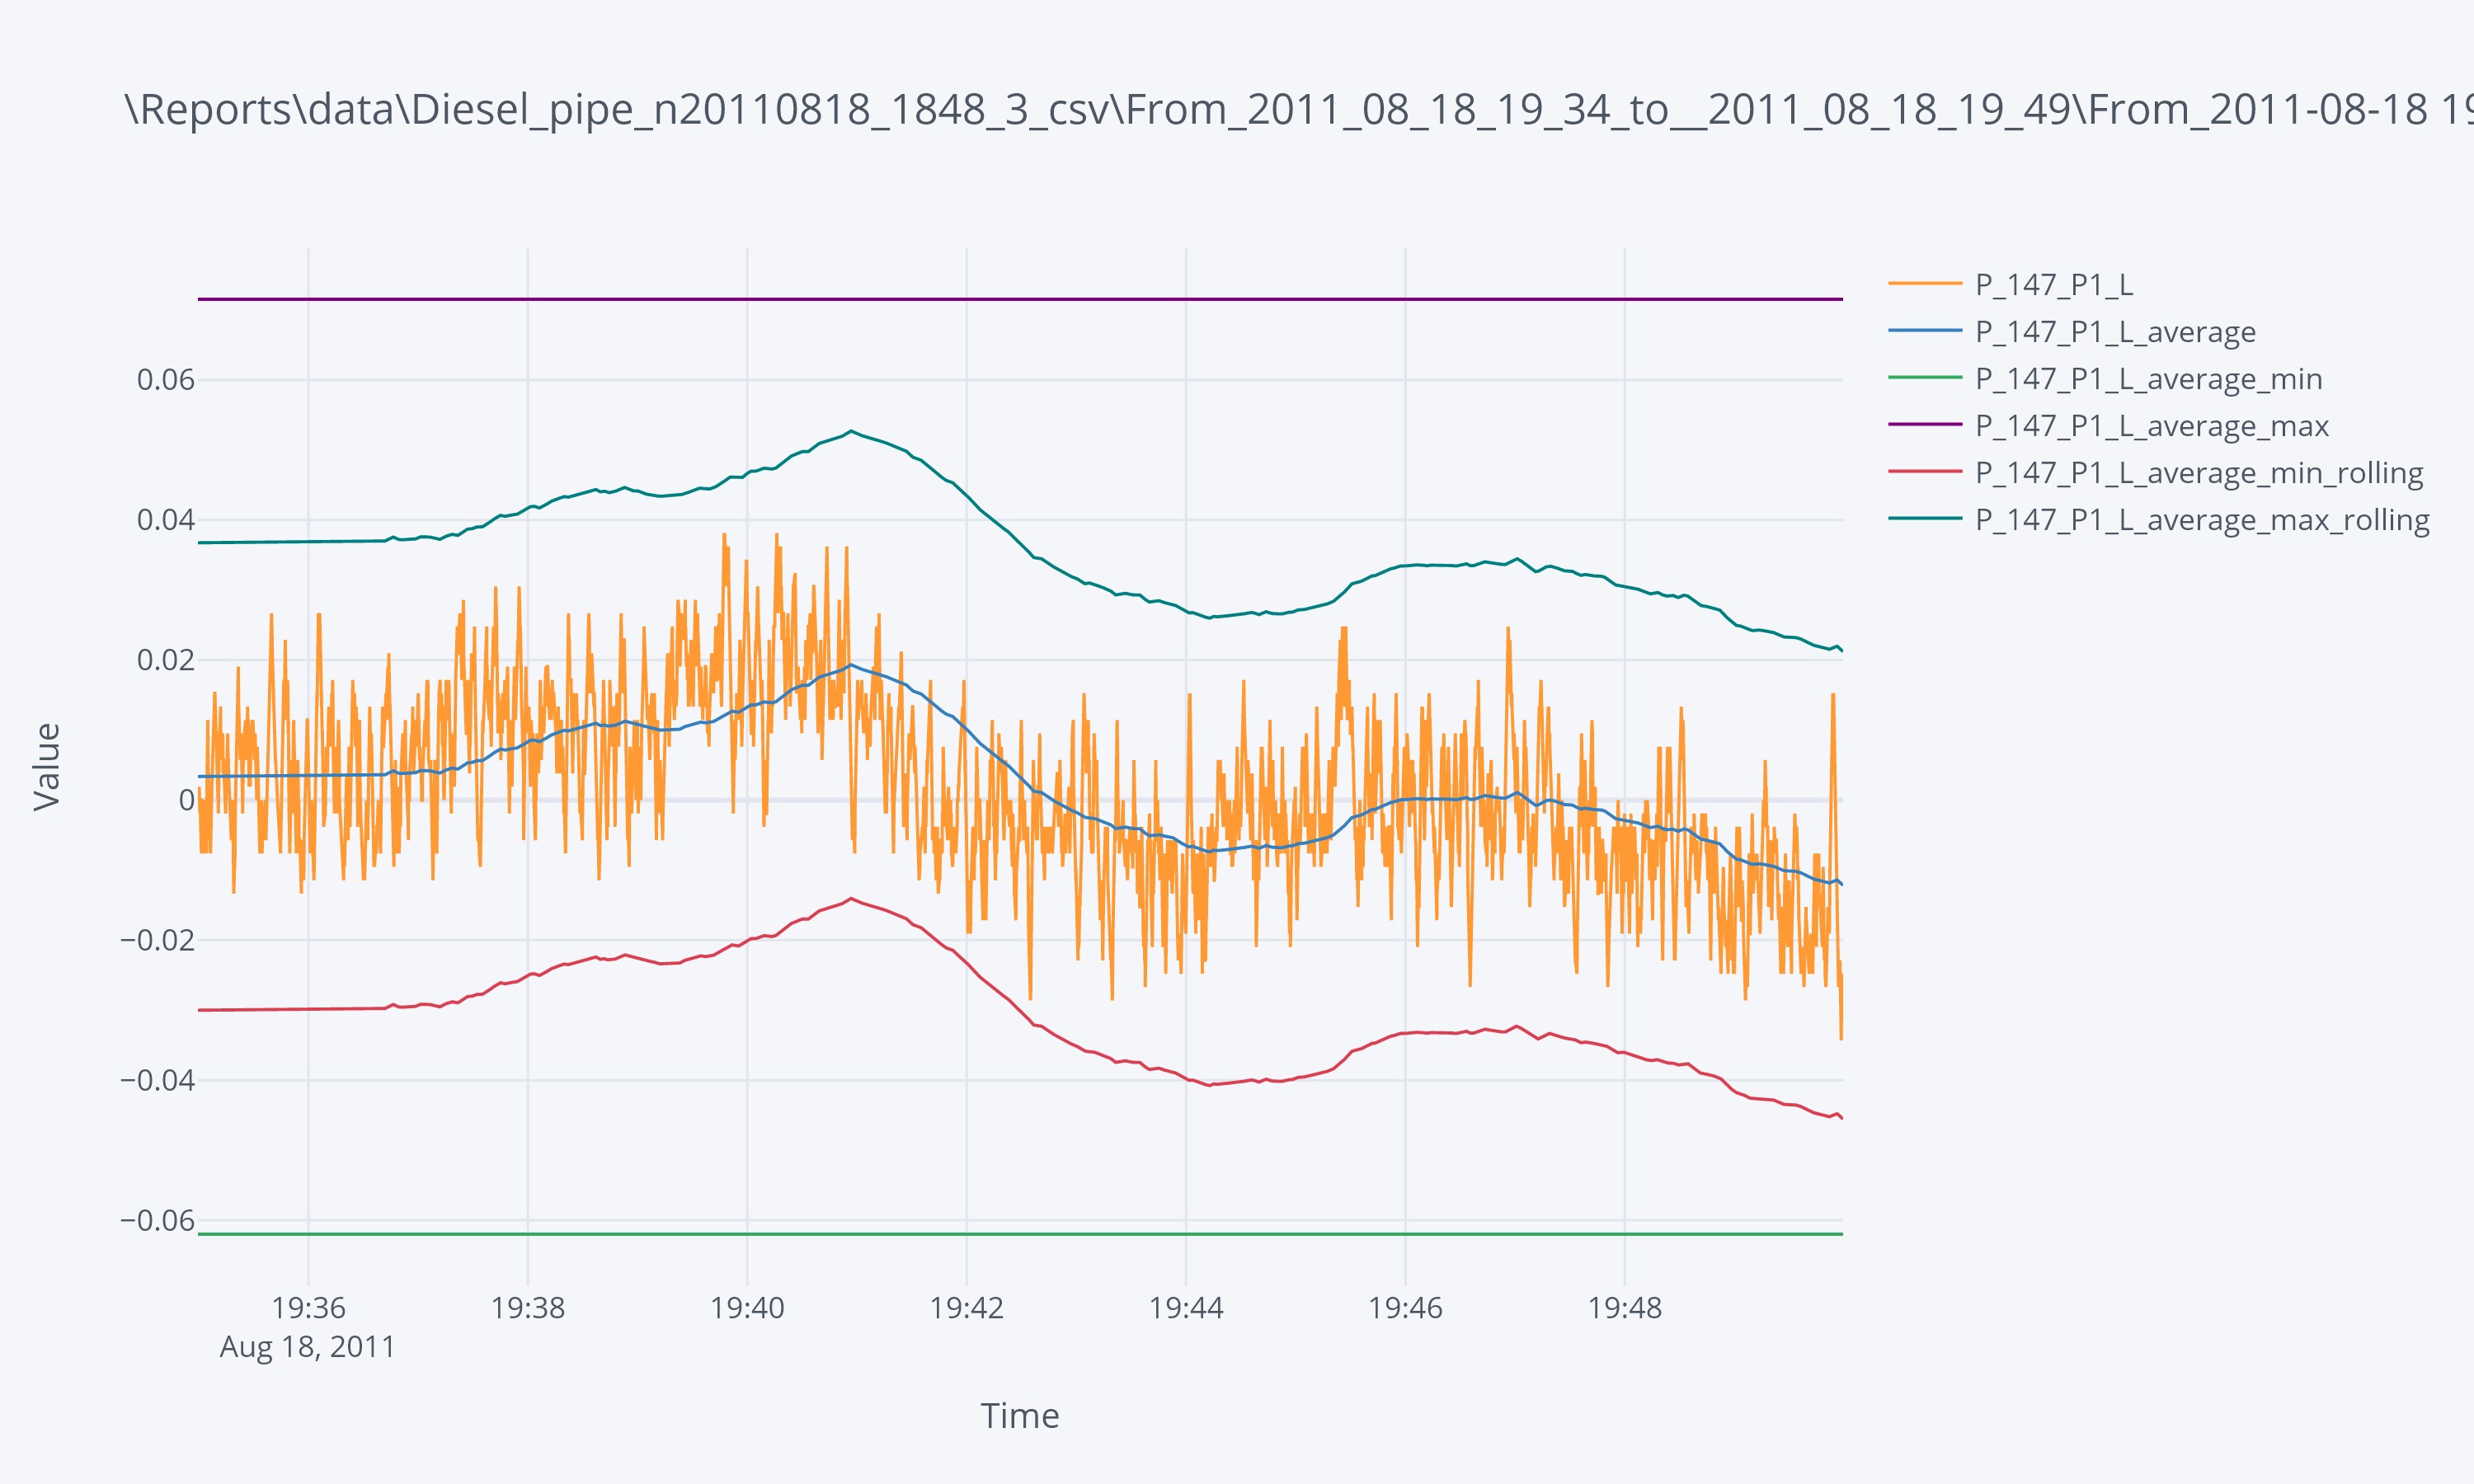 \Reports\data\Diesel_pipe_n20110818_1848_3_csv\From_2011_08_18_19_34_to__2011_08_18_19_49\From_2011-08-18 19
P_147_P1_L
P_147_P1_L_average
P_147_P1_L_average_min
P_147_P1_L_average_max
P_147_P1_L_average_min_rolling
P_147_P1_L_average_max_rolling
Value
0.06
0.04
0.02
0
−0.02
−0.04
−0.06
19:36 19:38 19:40 19:42 19:44 19:46 19:48
Aug 18, 2011
Time